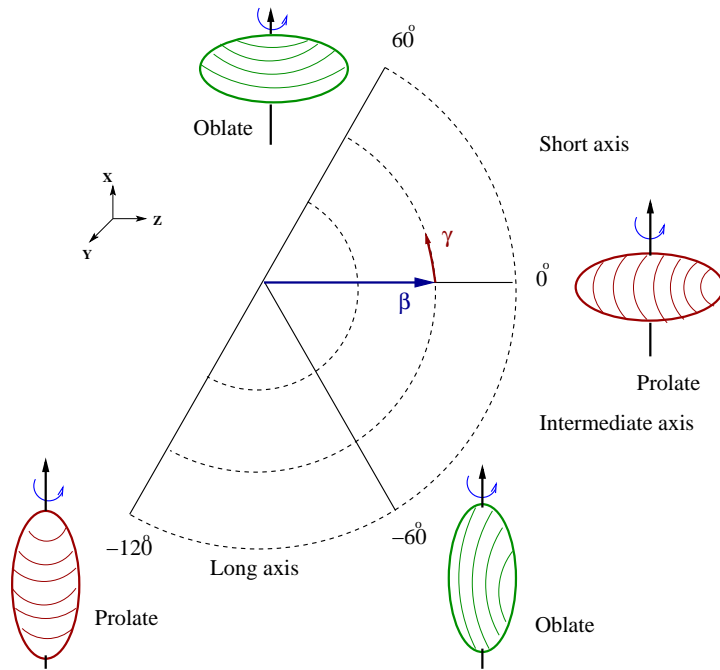 60°
Oblate
Short axis
X
Z
Y
γ
0°
β
Prolate
Intermediate axis
−120°
−60°
Long axis
Prolate
Oblate